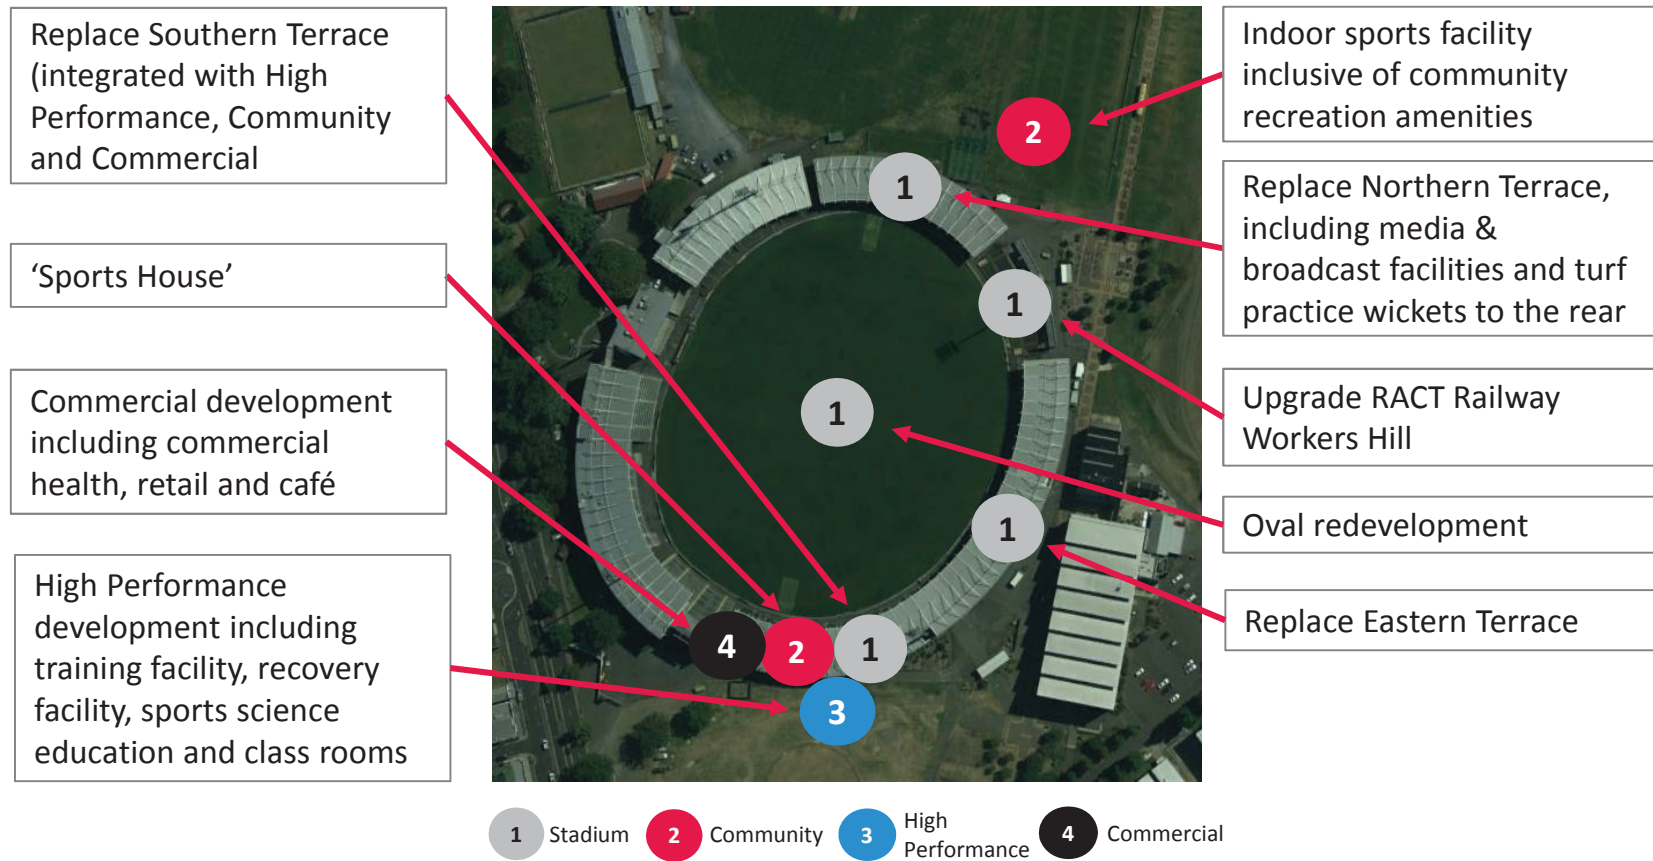 Replace Southern Terrace
(integrated with High
Performance, Community
and Commercial
'Sports House'
Commercial development
including commercial
health, retail and café
High Performance
development including
training facility, recovery
facility, sports science
education and class rooms
Indoor sports facility
inclusive of community
recreation amenities
Replace Northern Terrace,
including media &
broadcast facilities and turf
practice wickets to the rear
Upgrade RACT Railway
Workers Hill
Oval redevelopment
Replace Eastern Terrace
2
1
1
1
1
4
2
1
3
1 Stadium
2 Community
3 High
Performance
4 Commercial